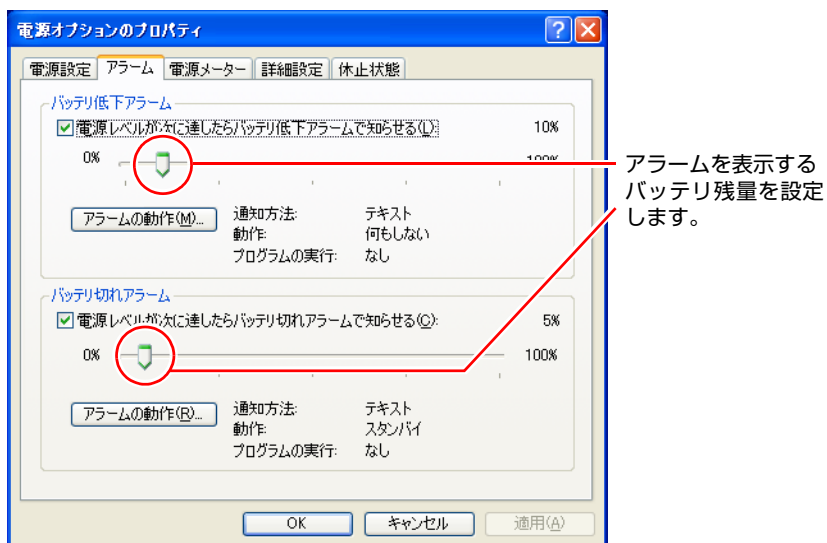 電源オプションのプロパティ
電源設定 アラーム 電源メーター 詳細設定 休止状態
バッテリ低下アラーム
電源レベルが次に達したらバッテリ低下アラームで知らせる(L): 10%
0% 100%
アラームの動作(M)... 通知方法: テキスト
動作: 何もしない
プログラムの実行: なし
バッテリ切れアラーム
電源レベルが次に達したらバッテリ切れアラームで知らせる(C): 5%
0% 100%
アラームの動作(R)... 通知方法: テキスト
動作: スタンバイ
プログラムの実行: なし
OK キャンセル 適用(A)
アラームを表示する
バッテリ残量を設定
します。